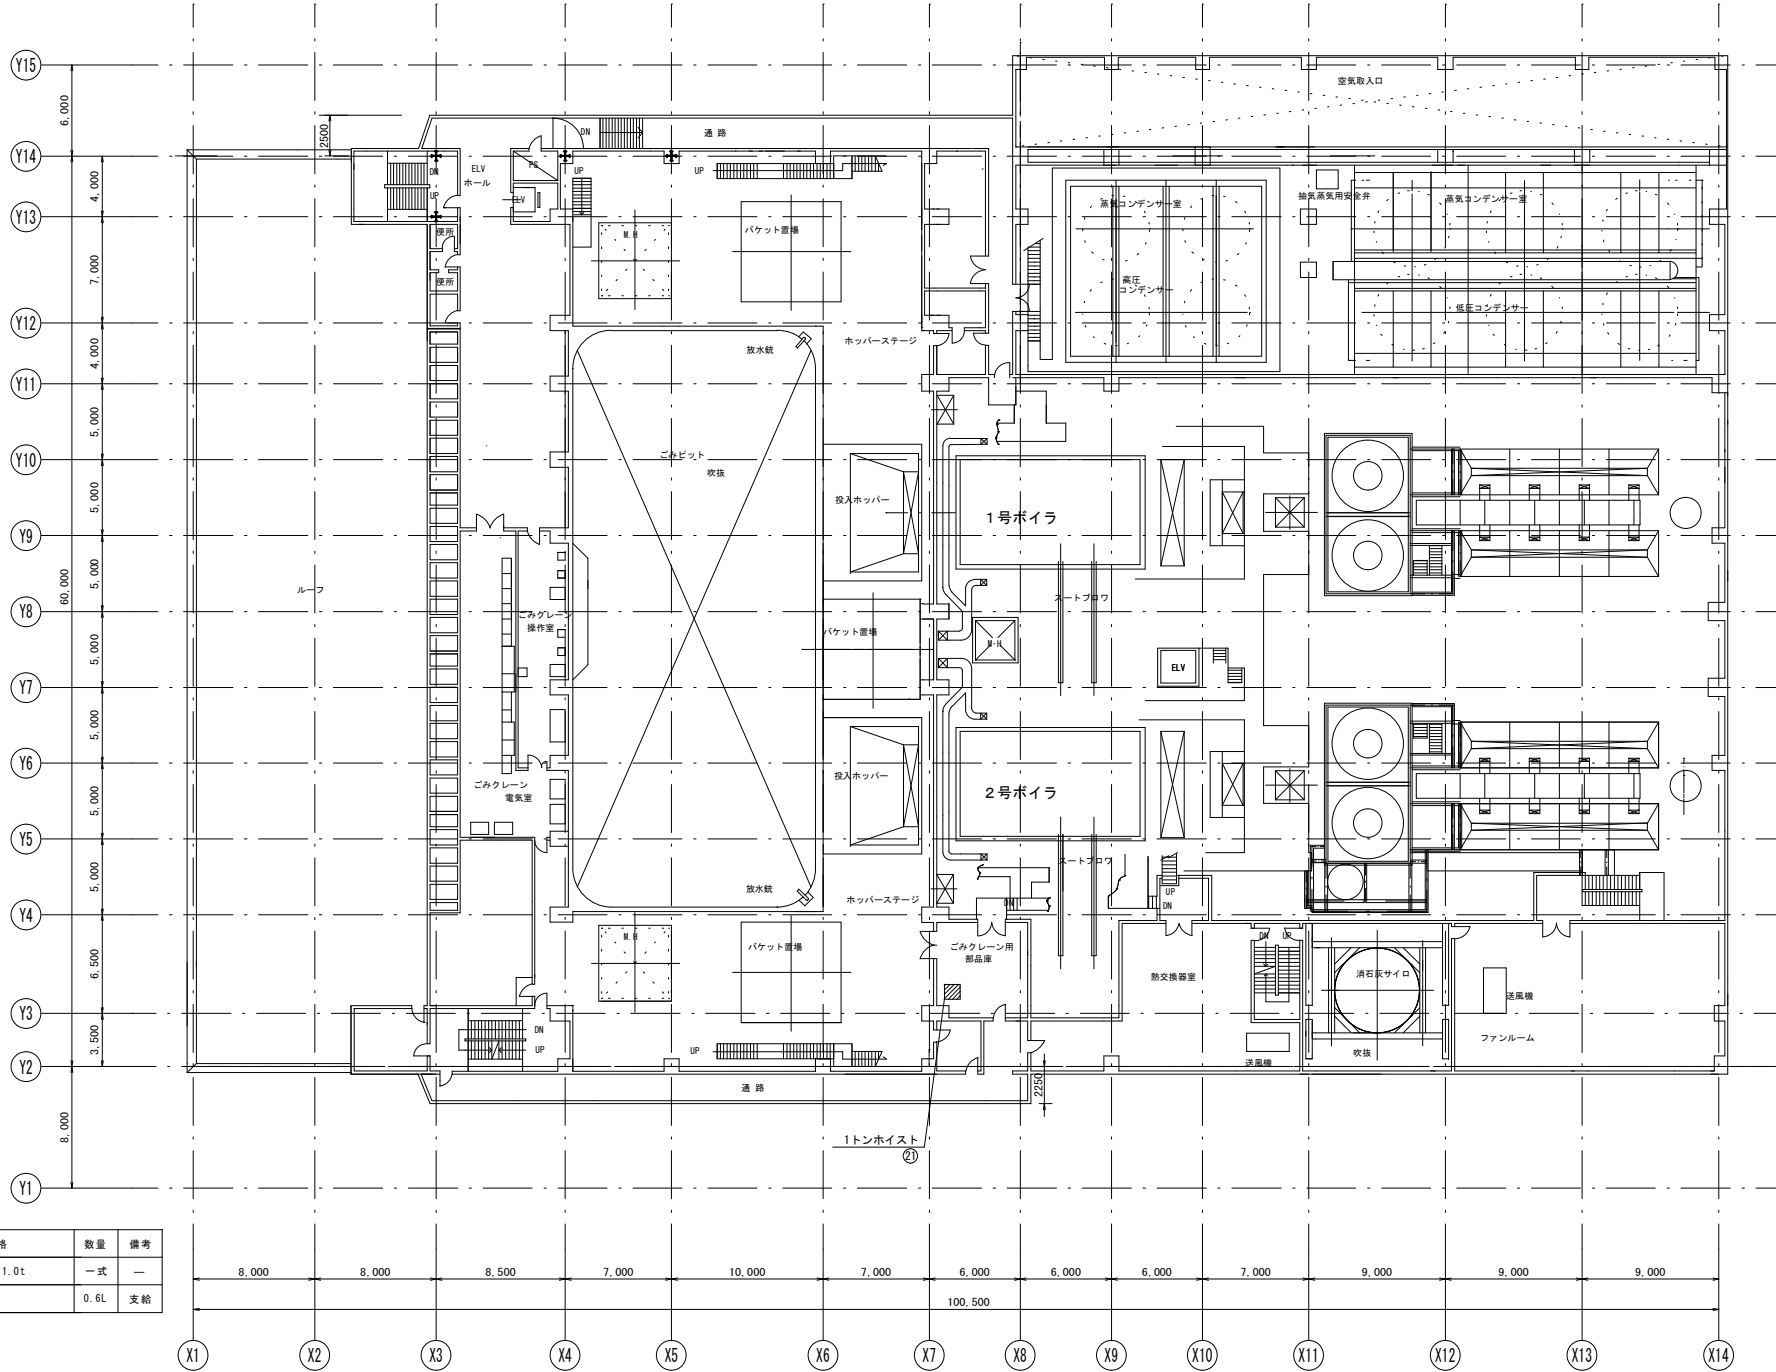 Y15
空気取入口
6,000
2500
DN
通 路
Y14
ELV
ホール
PS
UP
UP
DN
UP
ELV
4,000
抽気蒸気用安全弁
蒸気コンデンサー室
蒸気コンデンサー室
Y13
便所
M.H
バケット置場
7,000
便所
高圧
コンデンサー
低圧コンデンサー
Y12
放水銃
ホッパーステージ
4,000
Y11
5,000
Y10
ごみピット
吹抜
投入ホッパー
5,000
1号ボイラ
Y9
5,000
60,000
ルーフ
スートブロワ
Y8
ごみクレーン
操作室
バケット置場
M.H
5,000
ELV
Y7
5,000
Y6
ごみクレーン
電気室
投入ホッパー
2号ボイラ
5,000
Y5
スートブロワ
5,000
放水銃
ホッパーステージ
DN
UP
DN
Y4
M.H
バケット置場
ごみクレーン用
部品庫
DN
UP
6,500
熱交換器室
消石灰サイロ
送風機
Y3
DN
UP
UP
3,500
送風機
吹抜
ファンルーム
Y2
通 路
2250
8,000
1トンホイスト
21
Y1
格
数量
備考
1.0t
一式
―
0.6L
支給
8,000
8,000
8,500
7,000
10,000
7,000
6,000
6,000
6,000
7,000
9,000
9,000
9,000
100,500
X1
X2
X3
X4
X5
X6
X7
X8
X9
X10
X11
X12
X13
X14